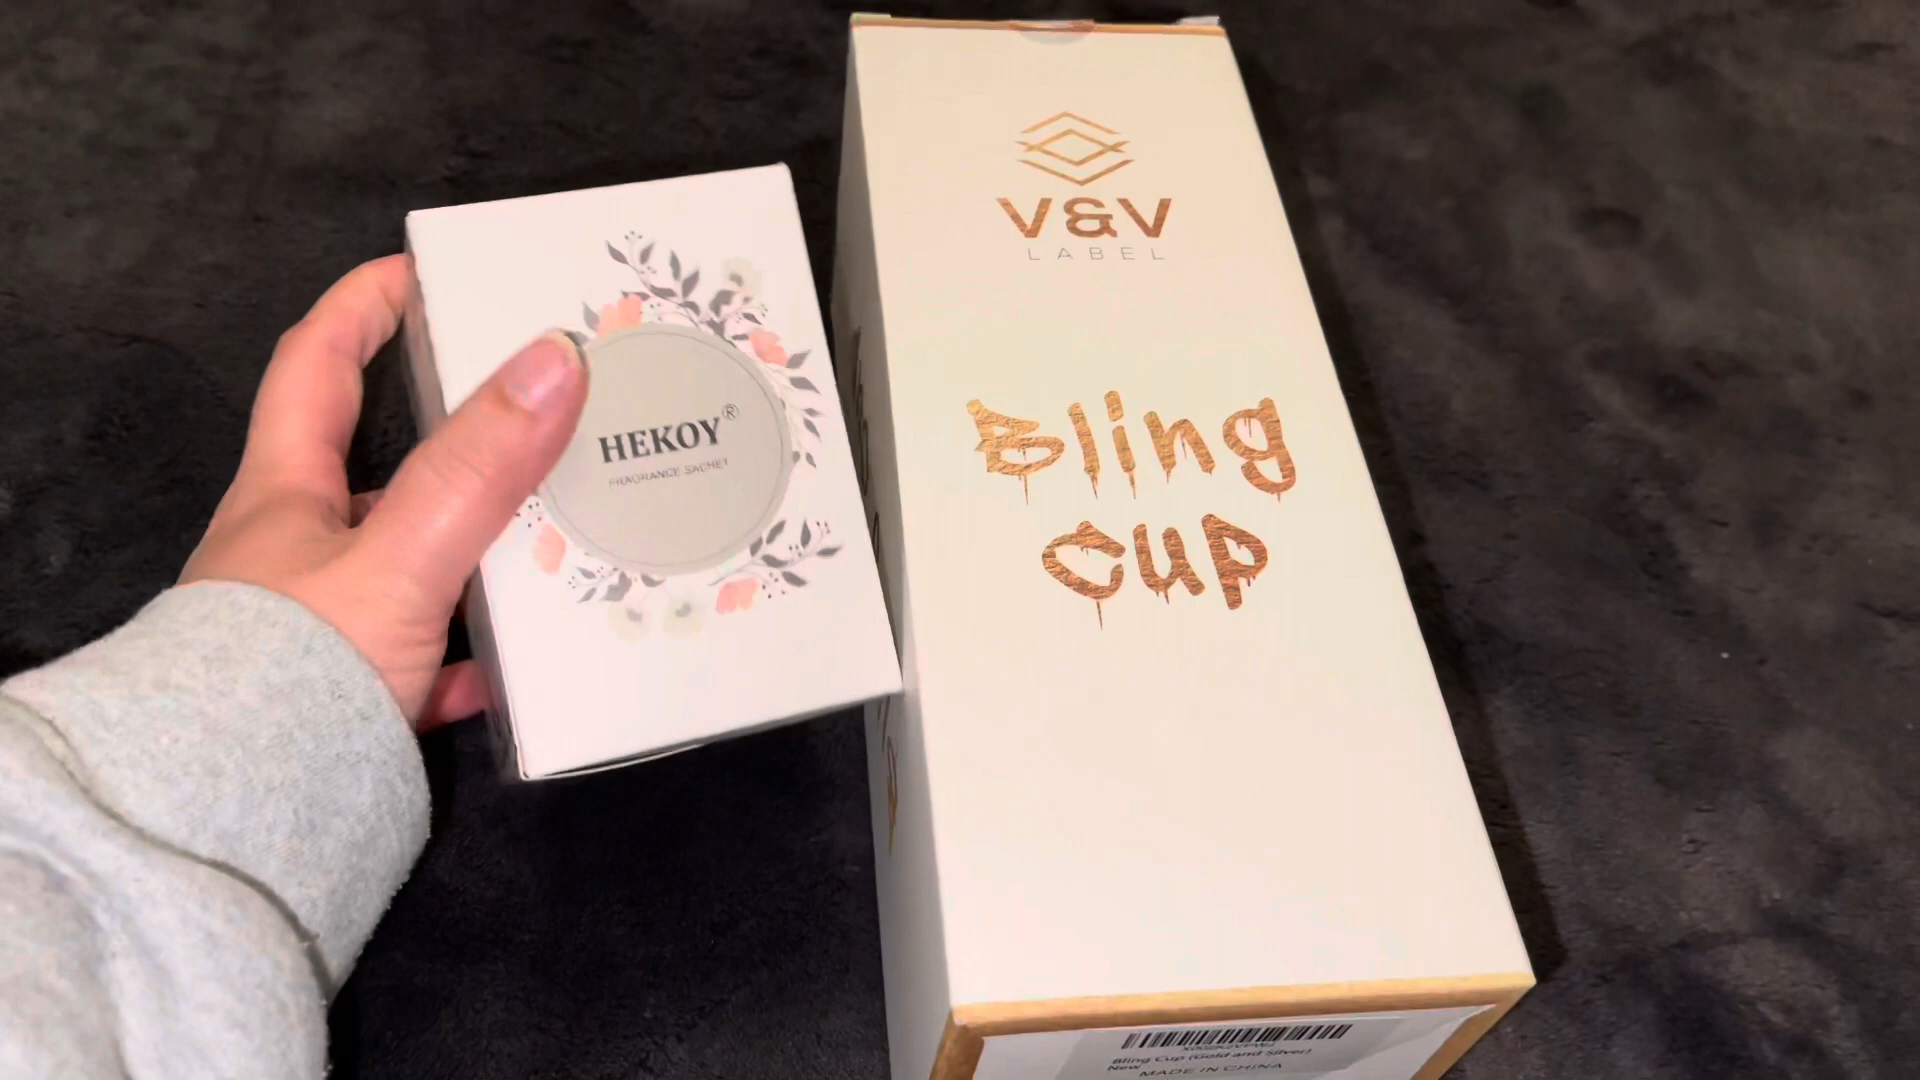 HEKOY®
FRAGRANCE SACHET
V&V
LABEL
Bling
Cup
Bling Cup (Gold and Silver)
New
MADE IN CHINA